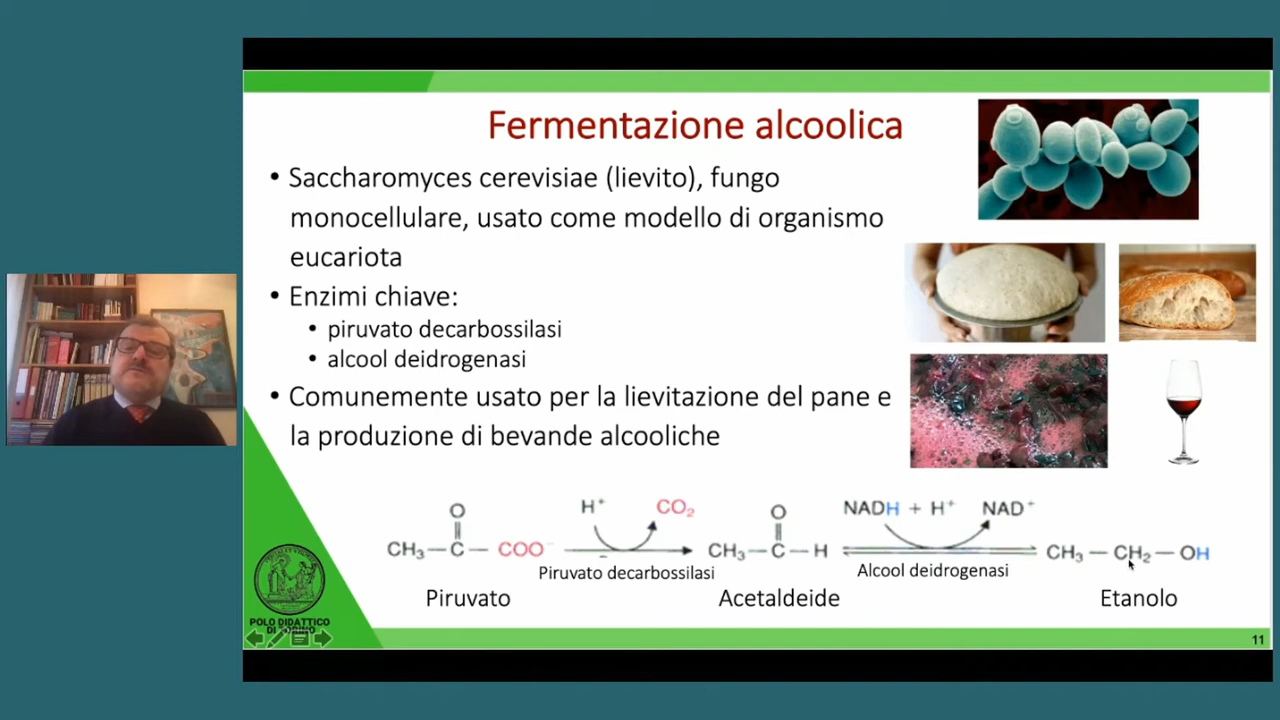 Fermentazione alcoolica
• Saccharomyces cerevisiae (lievito), fungo
monocellulare, usato come modello di organismo
eucariota
• Enzimi chiave:
• piruvato decarbossilasi
• alcool deidrogenasi
• Comunemente usato per la lievitazione del pane e
la produzione di bevande alcooliche
O
H⁺
CO₂
O
NADH + H⁺
NAD⁺
CH₃—C—COO⁻
CH₃—C—H
CH₃—CH₂—OH
Piruvato decarbossilasi
Alcool deidrogenasi
Piruvato
Acetaldeide
Etanolo
POLO DIDATTICO
DI TORINO
11